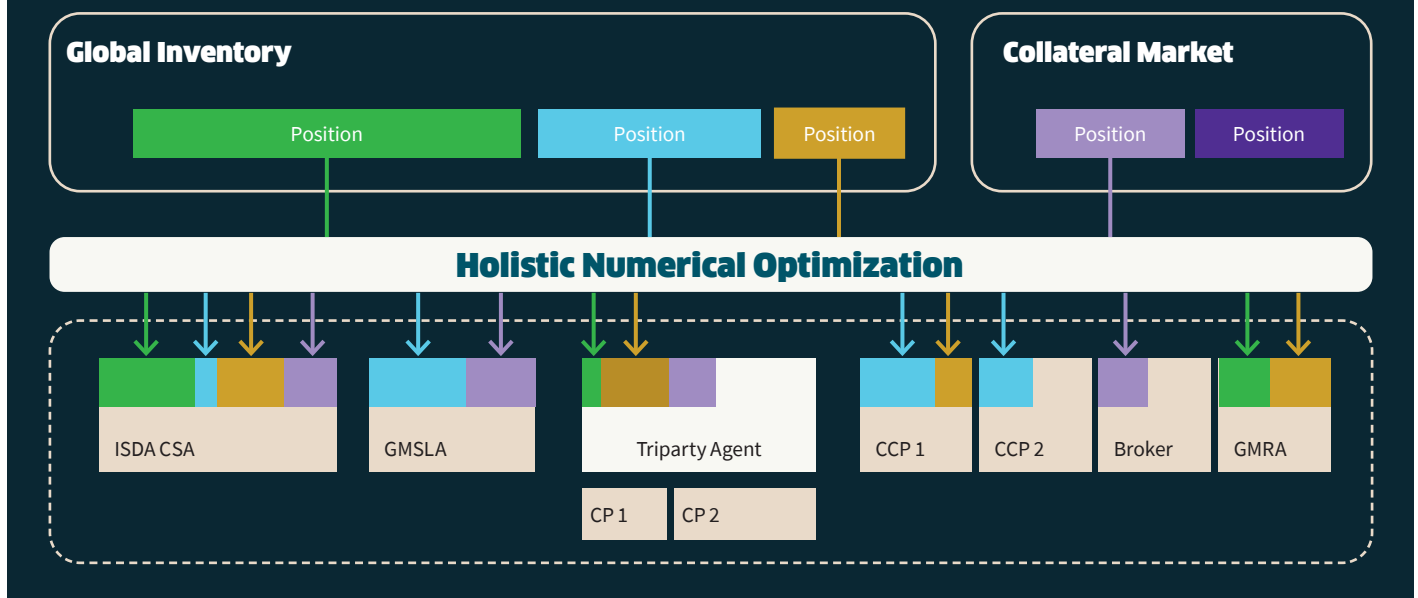 Global Inventory
Collateral Market
Position
Position
Position
Position
Position
Holistic Numerical Optimization
ISDA CSA
GMSLA
Triparty Agent
CCP 1
CCP 2
Broker
GMRA
CP 1
CP 2